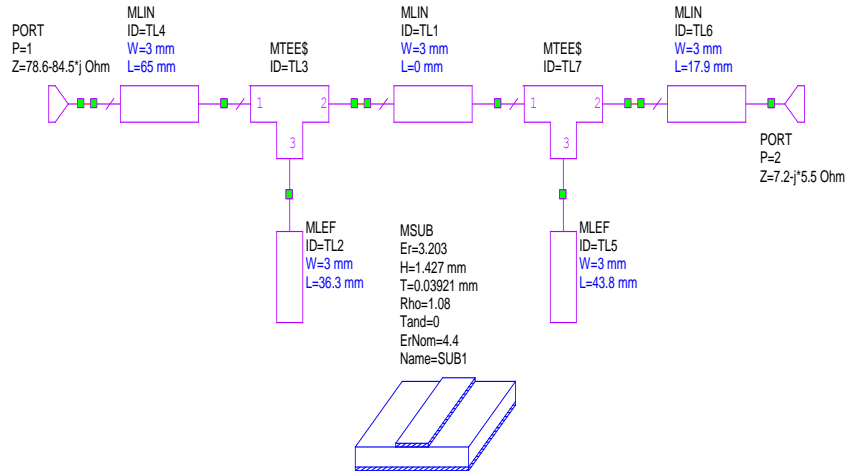 PORT
P=1
Z=78.6-84.5*j Ohm
MLIN
ID=TL4
W=3 mm
L=65 mm
MTEE$
ID=TL3
1
2
3
MLIN
ID=TL1
W=3 mm
L=0 mm
MTEE$
ID=TL7
1
2
3
MLIN
ID=TL6
W=3 mm
L=17.9 mm
PORT
P=2
Z=7.2-j*5.5 Ohm
MLEF
ID=TL2
W=3 mm
L=36.3 mm
MSUB
Er=3.203
H=1.427 mm
T=0.03921 mm
Rho=1.08
Tand=0
ErNom=4.4
Name=SUB1
MLEF
ID=TL5
W=3 mm
L=43.8 mm